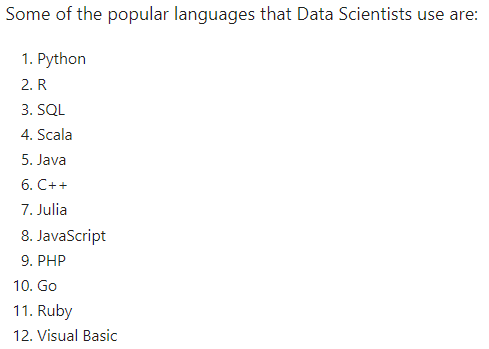 Some of the popular languages that Data Scientists use are:
1. Python
2. R
3. SQL
4. Scala
5. Java
6. C++
7. Julia
8. JavaScript
9. PHP
10. Go
11. Ruby
12. Visual Basic